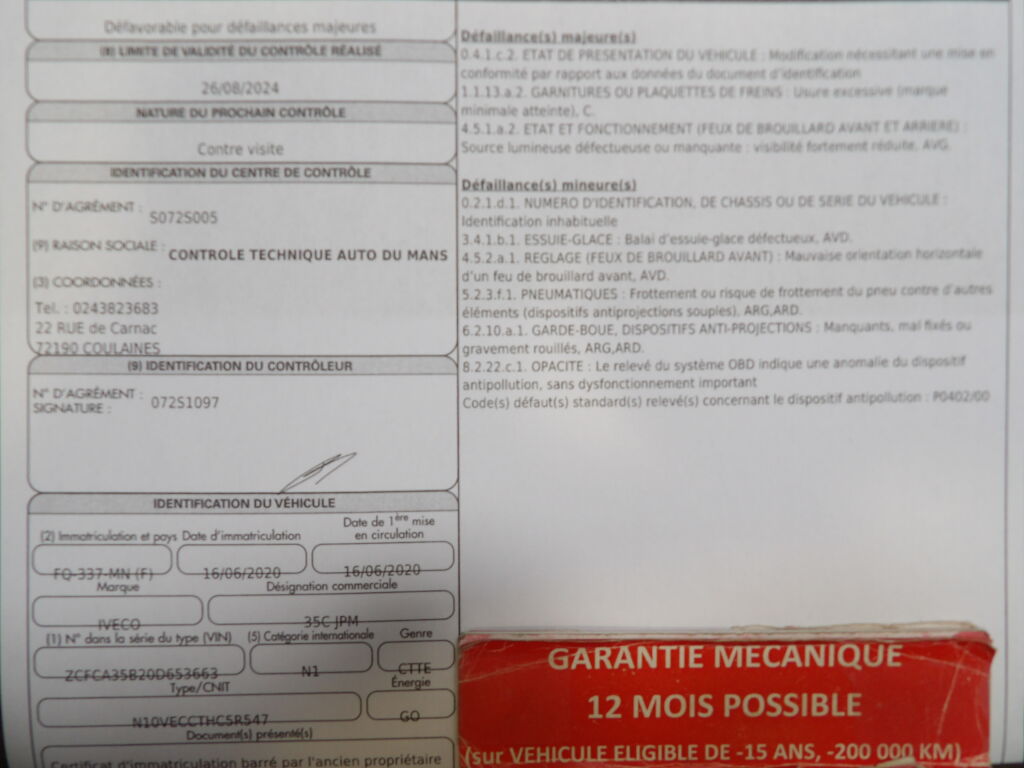 Défavorable pour défaillances majeures
(8) LIMITE DE VALIDITÉ DU CONTRÔLE RÉALISÉ
26/08/2024
NATURE DU PROCHAIN CONTRÔLE
Contre visite
IDENTIFICATION DU CENTRE DE CONTRÔLE
N° D'AGRÉMENT : S072S005
(9) RAISON SOCIALE : CONTROLE TECHNIQUE AUTO DU MANS
(3) COORDONNÉES :
Tel. : 0243823683
22 RUE de Carnac
72190 COULAINES
(9) IDENTIFICATION DU CONTRÔLEUR
N° D'AGRÉMENT : 072S1097
SIGNATURE :
IDENTIFICATION DU VÉHICULE
(2) Immatriculation et pays Date d'immatriculation Date de 1ère mise en circulation
FQ-337-MN (F) 16/06/2020 16/06/2020
Marque Désignation commerciale
IVECO 35C JPM
(1) N° dans la série du type (VIN) (5) Catégorie internationale Genre
ZCFCA35B20D653663 N1 CTTE
Type/CNIT Énergie
N10VECCTHC5R547 GO
Document(s) présenté(s)
Certificat d'immatriculation barré par l'ancien propriétaire
Défaillance(s) majeure(s)
0.4.1.c.2. ETAT DE PRESENTATION DU VEHICULE : Modification nécessitant une mise en
conformité par rapport aux données du document d'identification
1.1.13.a.2. GARNITURES OU PLAQUETTES DE FREINS : Usure excessive (marque
minimale atteinte), C.
4.5.1.a.2. ETAT ET FONCTIONNEMENT (FEUX DE BROUILLARD AVANT ET ARRIERE) :
Source lumineuse défectueuse ou manquante : visibilité fortement réduite, AVG.
Défaillance(s) mineure(s)
0.2.1.d.1. NUMERO D'IDENTIFICATION, DE CHASSIS OU DE SERIE DU VEHICULE :
Identification inhabituelle
3.4.1.b.1. ESSUIE-GLACE : Balai d'essuie-glace défectueux, AVD.
4.5.2.a.1. REGLAGE (FEUX DE BROUILLARD AVANT) : Mauvaise orientation horizontale
d'un feu de brouillard avant, AVD.
5.2.3.f.1. PNEUMATIQUES : Frottement ou risque de frottement du pneu contre d'autres
éléments (dispositifs antiprojections souples), ARG,ARD.
6.2.10.a.1. GARDE-BOUE, DISPOSITIFS ANTI-PROJECTIONS : Manquants, mal fixés ou
gravement rouillés, ARG,ARD.
8.2.22.c.1. OPACITE : Le relevé du système OBD indique une anomalie du dispositif
antipollution, sans dysfonctionnement important
Code(s) défaut(s) standard(s) relevé(s) concernant le dispositif antipollution : P0402/00
GARANTIE MECANIQUE
12 MOIS POSSIBLE
(sur VEHICULE ELIGIBLE DE -15 ANS, -200 000 KM)